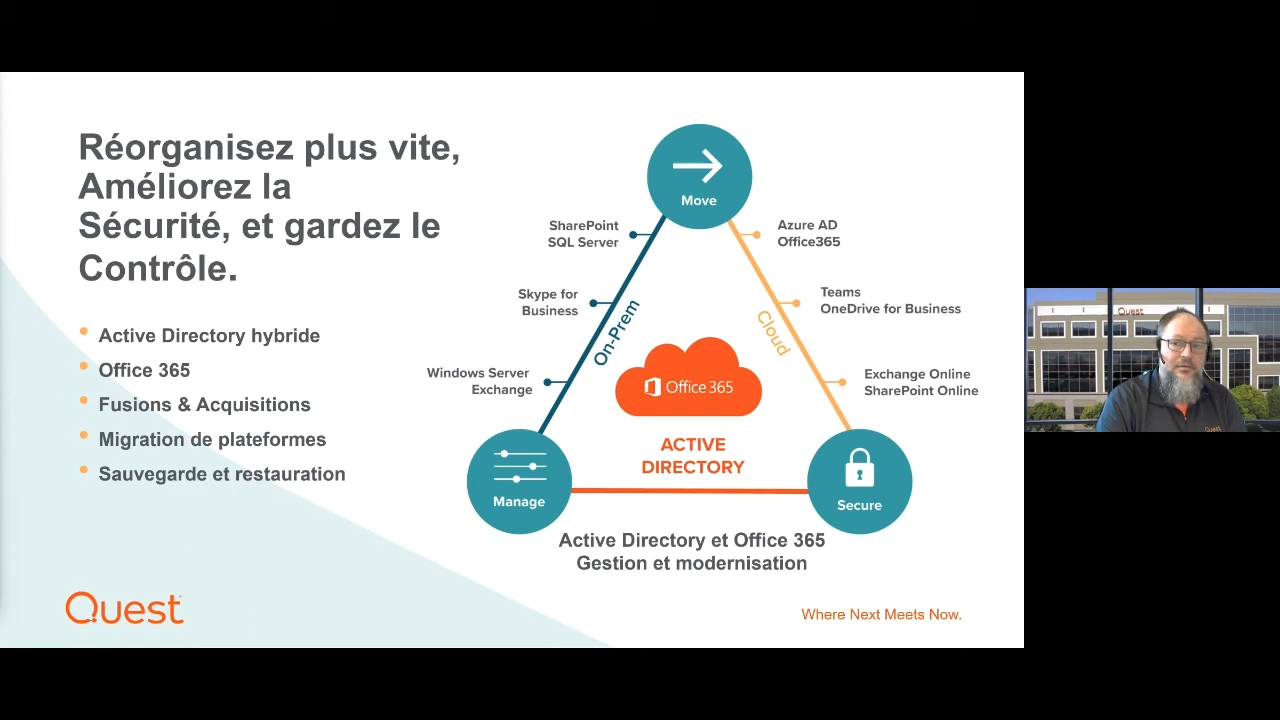 Réorganisez plus vite,
Améliorez la
Sécurité, et gardez le
Contrôle.
Active Directory hybride
Office 365
Fusions & Acquisitions
Migration de plateformes
Sauvegarde et restauration
Move
SharePoint
SQL Server
Skype for
Business
Windows Server
Exchange
On-Prem
Azure AD
Office365
Teams
OneDrive for Business
Exchange Online
SharePoint Online
Cloud
Office 365
ACTIVE
DIRECTORY
Manage
Secure
Active Directory et Office 365
Gestion et modernisation
Quest
Where Next Meets Now.
Quest
Quest